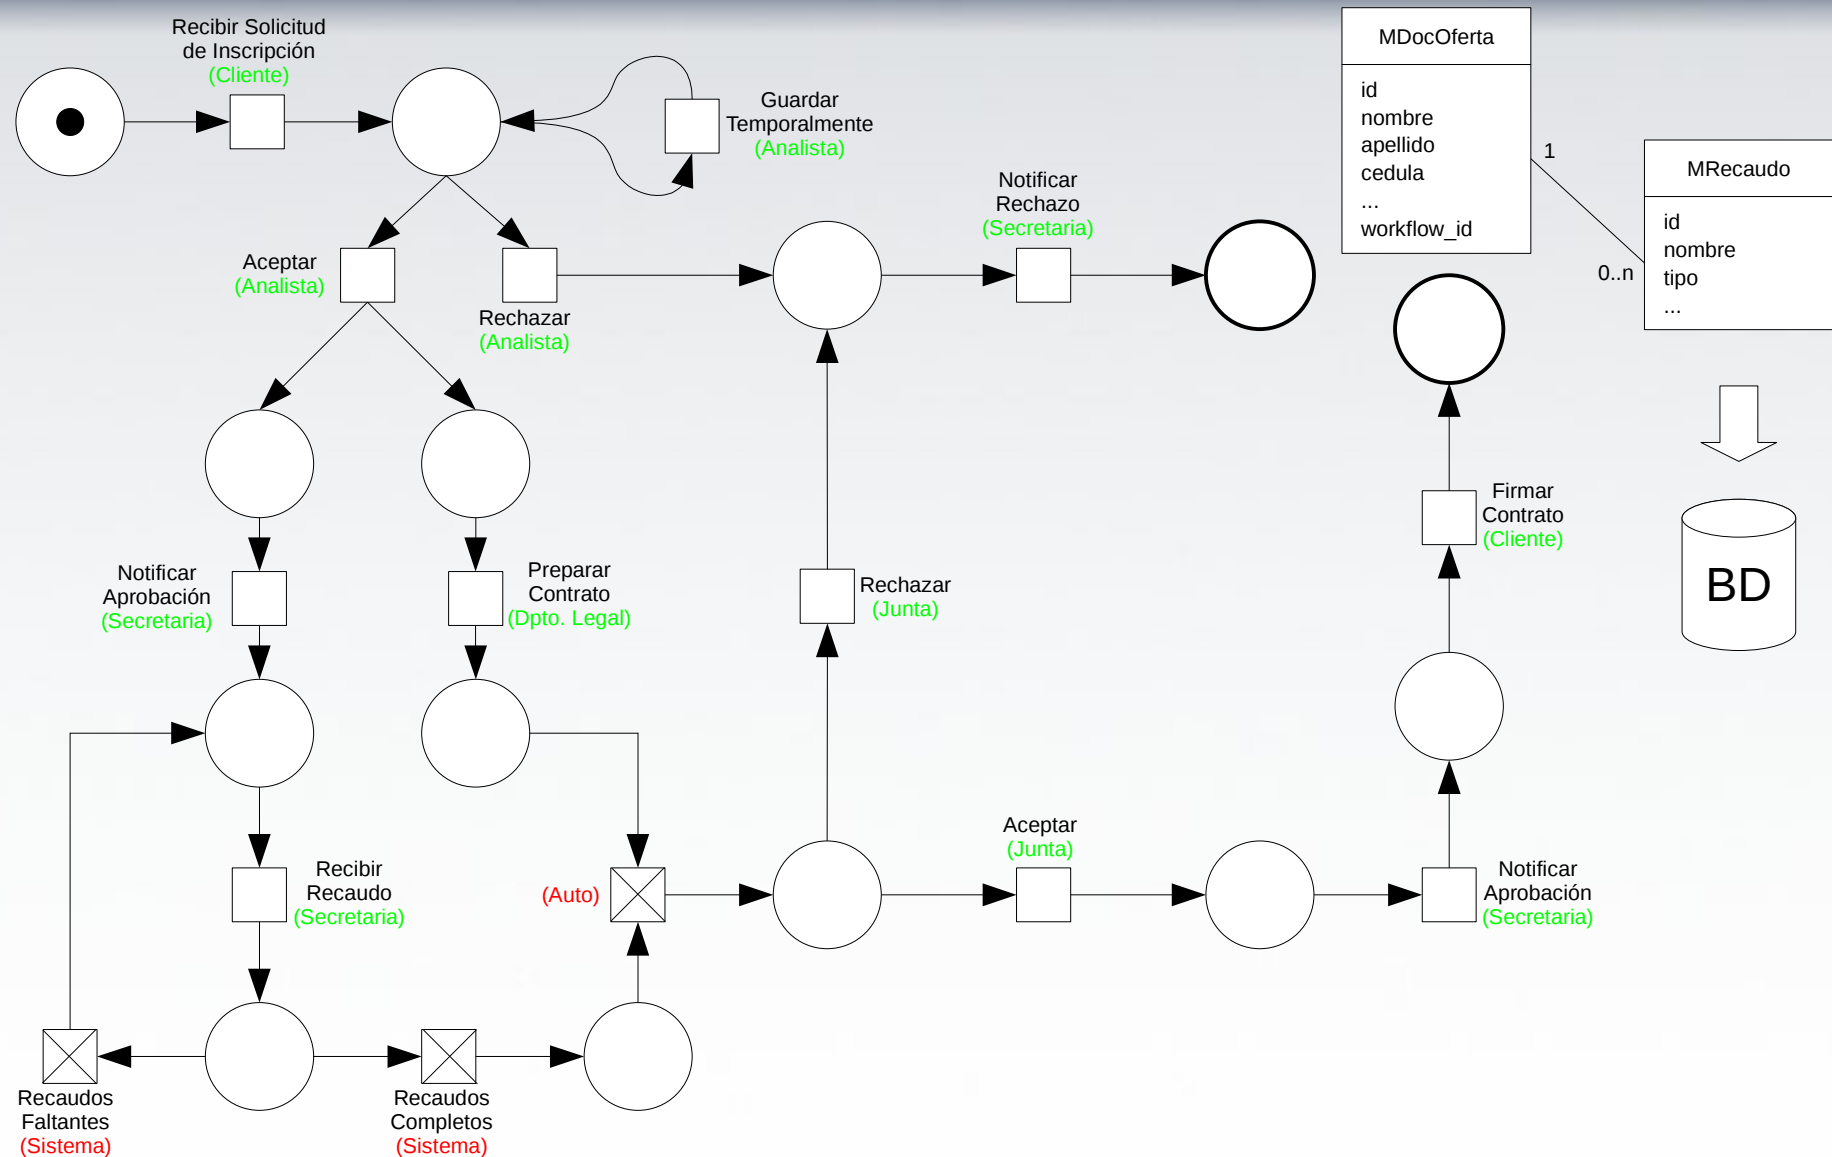 Recibir Solicitud
de Inscripción
(Cliente)
Guardar
Temporalmente
(Analista)
MDocOferta
id
nombre
apellido
cedula
...
workflow_id
1
0..n
MRecaudo
id
nombre
tipo
...
Notificar
Rechazo
(Secretaria)
Aceptar
(Analista)
Rechazar
(Analista)
Firmar
Contrato
(Cliente)
BD
Notificar
Aprobación
(Secretaria)
Preparar
Contrato
(Dpto. Legal)
Rechazar
(Junta)
Recibir
Recaudo
(Secretaria)
(Auto)
Aceptar
(Junta)
Notificar
Aprobación
(Secretaria)
Recaudos
Faltantes
(Sistema)
Recaudos
Completos
(Sistema)